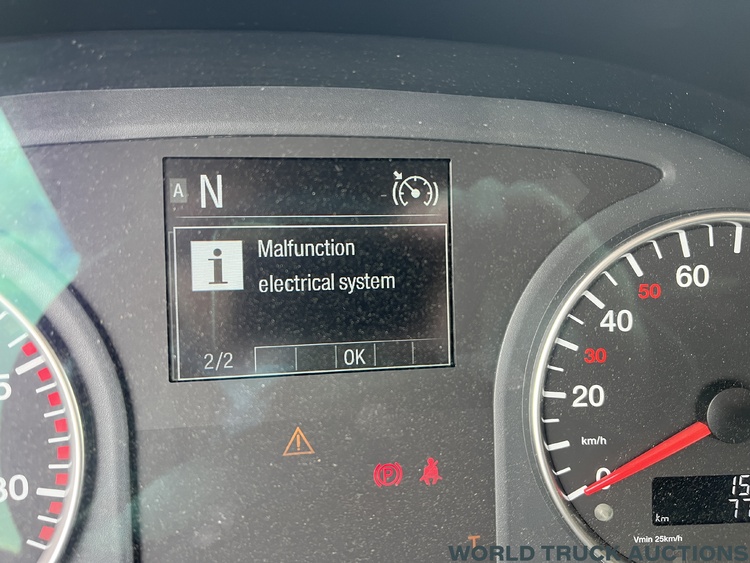 A N
Malfunction
electrical system
2/2 OK
60
50
40
30
20
km/h
0
P
km
Vmin 25km/h
WORLD TRUCK AUCTIONS